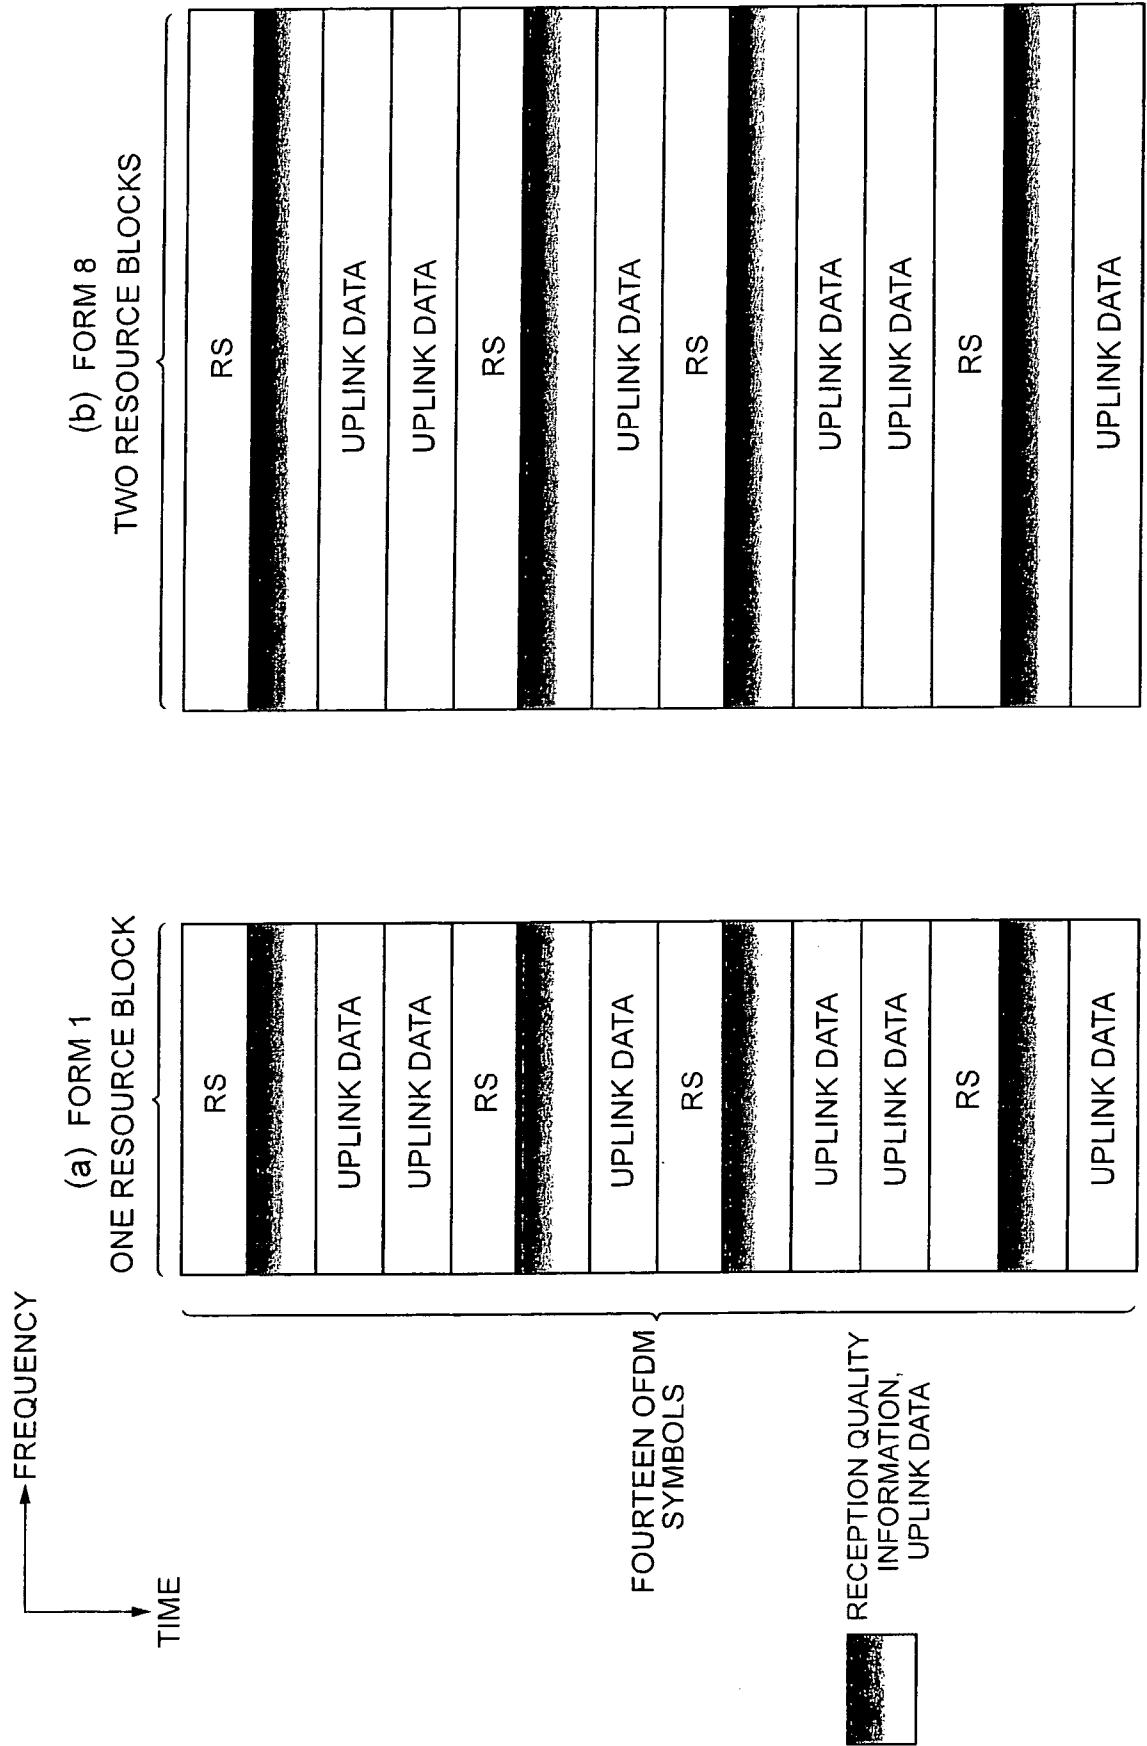 FREQUENCY
TIME
(a) FORM 1
ONE RESOURCE BLOCK
(b) FORM 8
TWO RESOURCE BLOCKS
FOURTEEN OFDM
SYMBOLS
RS
UPLINK DATA
UPLINK DATA
RS
UPLINK DATA
RS
UPLINK DATA
UPLINK DATA
RS
UPLINK DATA
RS
UPLINK DATA
UPLINK DATA
RS
UPLINK DATA
RS
UPLINK DATA
UPLINK DATA
RS
UPLINK DATA
RECEPTION QUALITY
INFORMATION,
UPLINK DATA